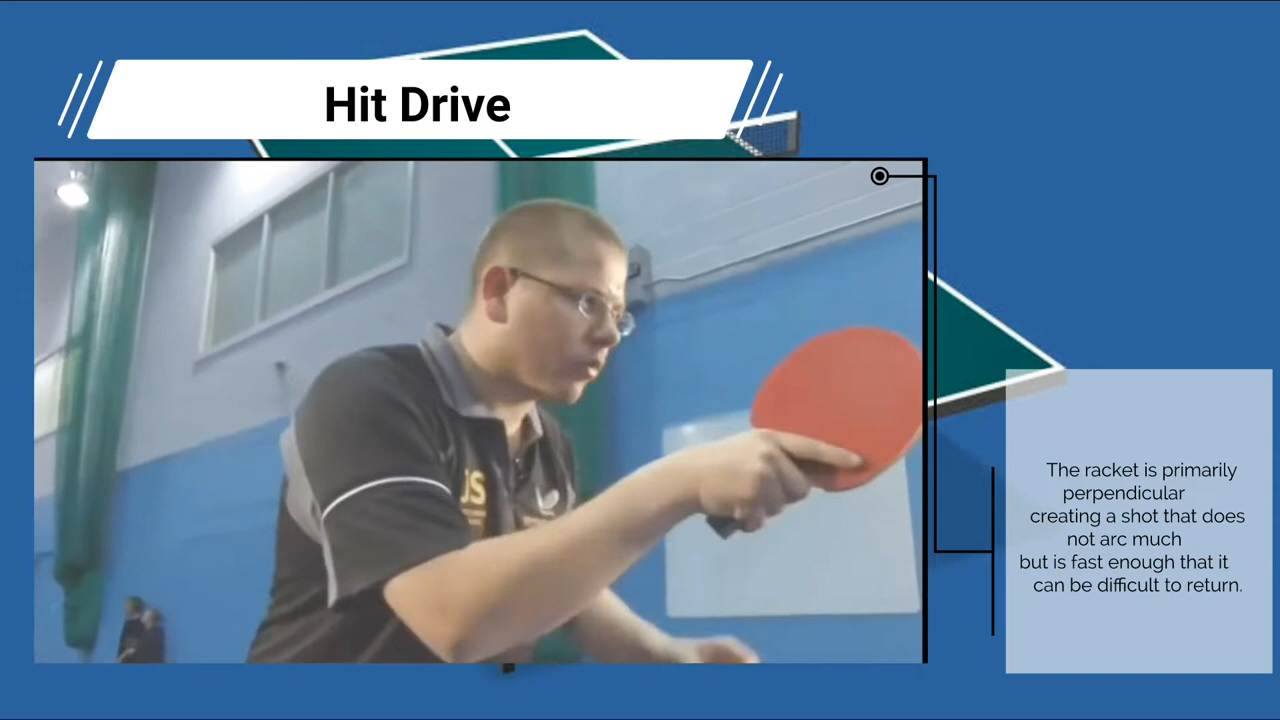 Hit Drive
US
The racket is primarily
perpendicular
creating a shot that does
not arc much
but is fast enough that it
can be difficult to return.